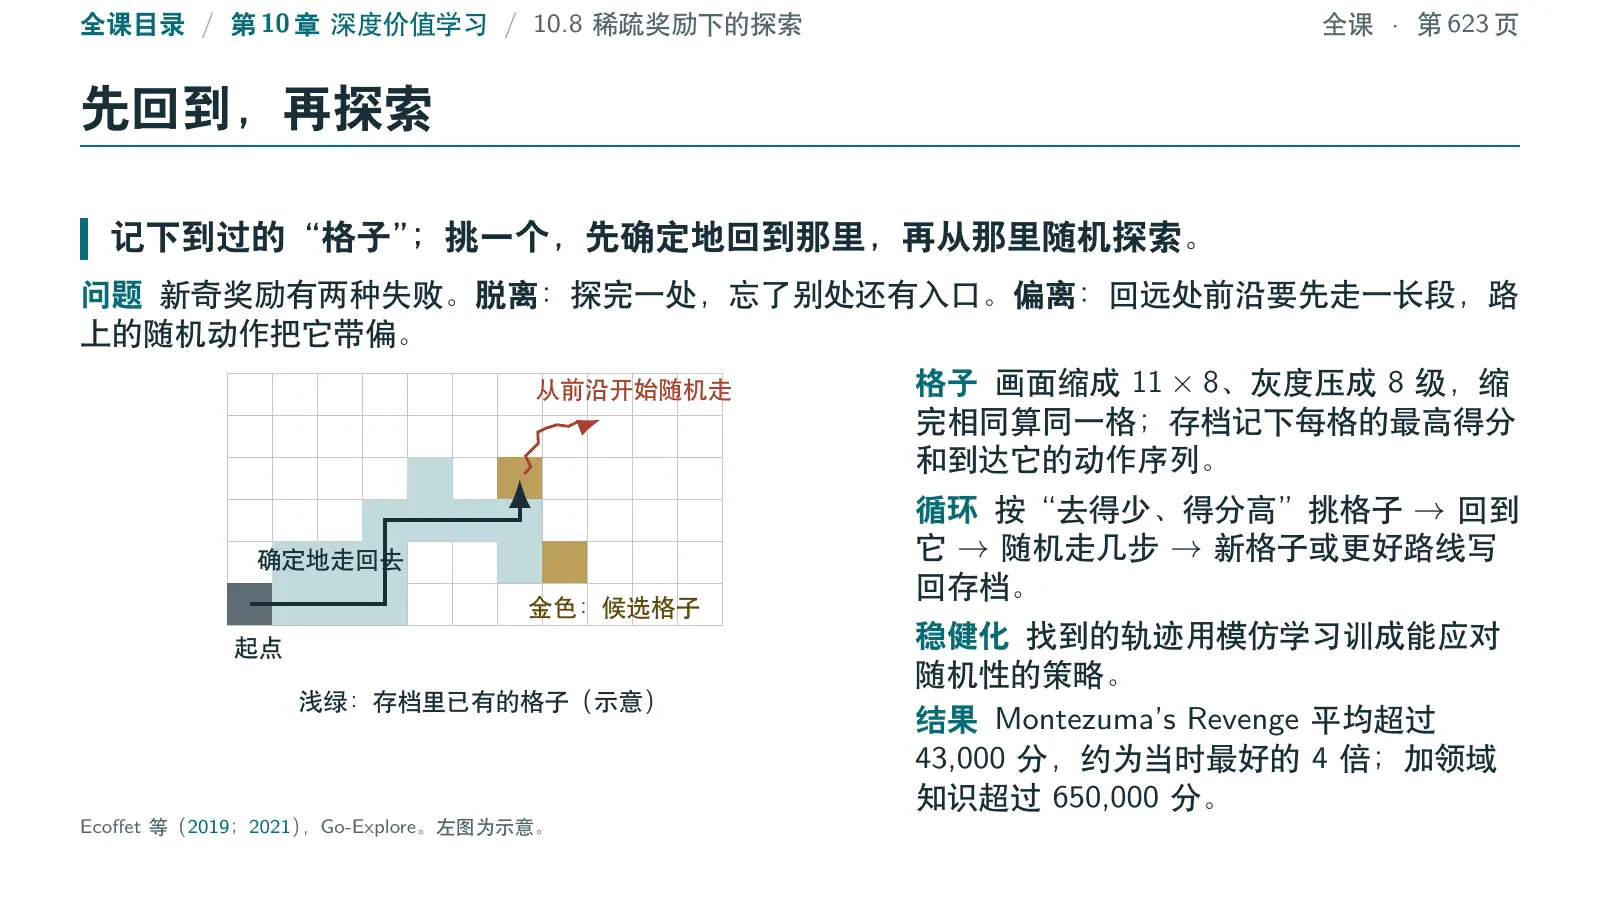 全课目录 / 第 10 章 深度价值学习 / 10.8 稀疏奖励下的探索
全课 · 第 623 页
先回到，再探索
记下到过的“格子”；挑一个，先确定地回到那里，再从那里随机探索。
问题 新奇奖励有两种失败。脱离：探完一处，忘了别处还有入口。偏离：回远处前沿要先走一长段，路
上的随机动作把它带偏。
从前沿开始随机走
确定地走回去
金色：候选格子
起点
浅绿：存档里已有的格子（示意）
格子 画面缩成 11 × 8、灰度压成 8 级，缩
完相同算同一格；存档记下每格的最高得分
和到达它的动作序列。
循环 按“去得少、得分高”挑格子 → 回到
它 → 随机走几步 → 新格子或更好路线写
回存档。
稳健化 找到的轨迹用模仿学习训成能应对
随机性的策略。
结果 Montezuma's Revenge 平均超过
43,000 分，约为当时最好的 4 倍；加领域
知识超过 650,000 分。
Ecoffet 等（2019；2021），Go-Explore。左图为示意。